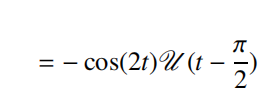 = − cos(2t)𝒰(t − π/2)